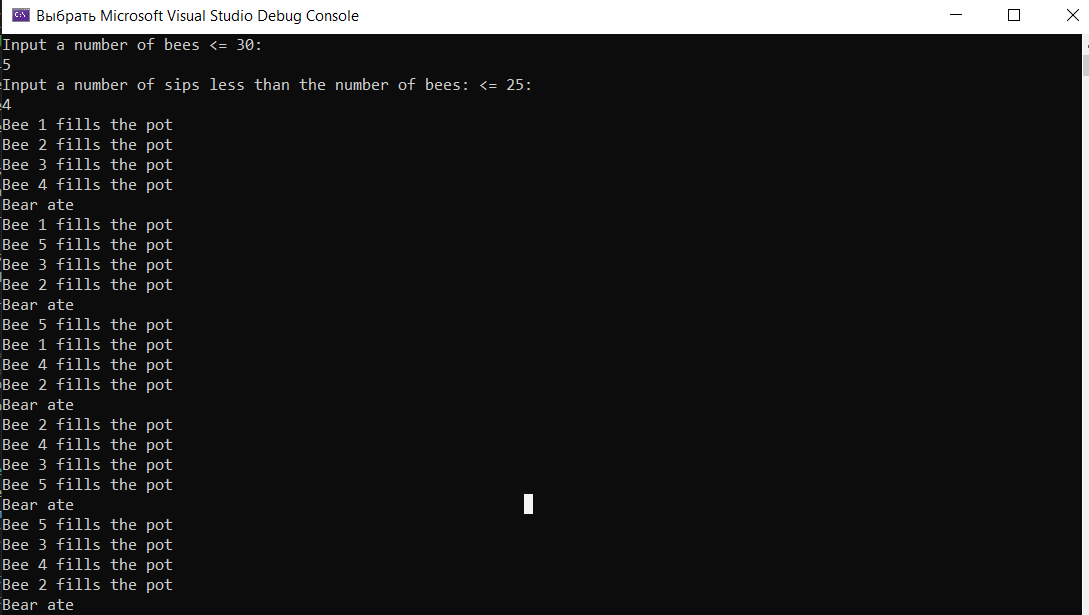 Выбрать Microsoft Visual Studio Debug Console
Input a number of bees <= 30:
5
Input a number of sips less than the number of bees: <= 25:
4
Bee 1 fills the pot
Bee 2 fills the pot
Bee 3 fills the pot
Bee 4 fills the pot
Bear ate
Bee 1 fills the pot
Bee 5 fills the pot
Bee 3 fills the pot
Bee 2 fills the pot
Bear ate
Bee 5 fills the pot
Bee 1 fills the pot
Bee 4 fills the pot
Bee 2 fills the pot
Bear ate
Bee 2 fills the pot
Bee 4 fills the pot
Bee 3 fills the pot
Bee 5 fills the pot
Bear ate
Bee 5 fills the pot
Bee 3 fills the pot
Bee 4 fills the pot
Bee 2 fills the pot
Bear ate